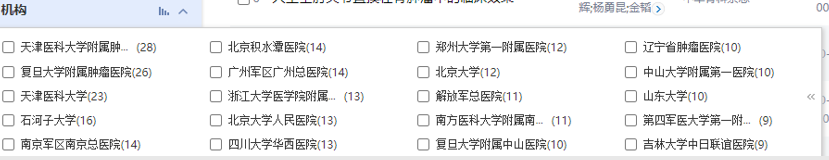 机构
辉;杨勇昆;金韬
00
天津医科大学附属肿... (28) 北京积水潭医院(14) 郑州大学第一附属医院(12) 辽宁省肿瘤医院(10)
复旦大学附属肿瘤医院(26) 广州军区广州总医院(14) 北京大学(12) 中山大学附属第一医院(10)
天津医科大学(23) 浙江大学医学院附属... (13) 解放军总医院(11) 山东大学(10)
石河子大学(16) 北京大学人民医院(13) 南方医科大学附属南... (11) 第四军医大学第一附... (9)
南京军区南京总医院(14) 四川大学华西医院(13) 复旦大学附属中山医院(10) 吉林大学中日联谊医院(9)